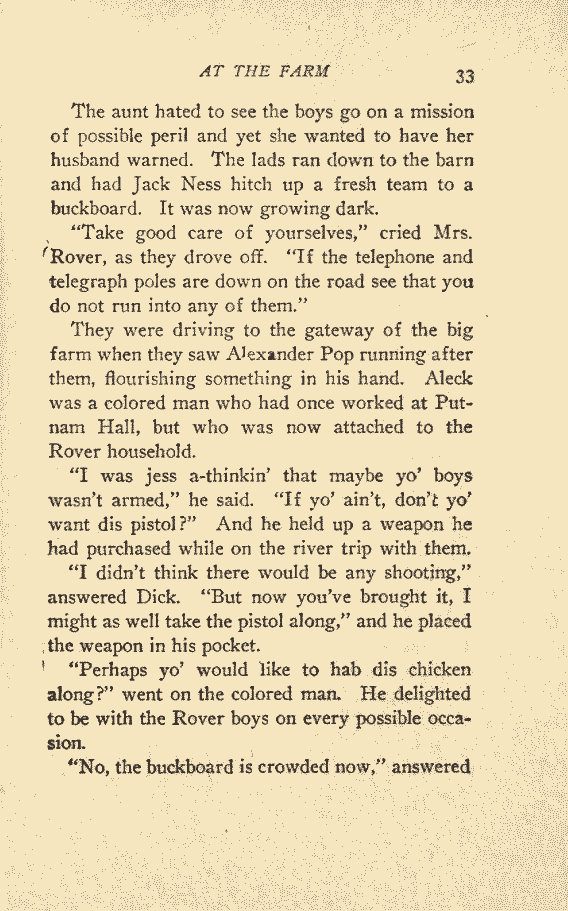 AT THE FARM 33
The aunt hated to see the boys go on a mission
of possible peril and yet she wanted to have her
husband warned. The lads ran down to the barn
and had Jack Ness hitch up a fresh team to a
buckboard. It was now growing dark.
"Take good care of yourselves," cried Mrs.
Rover, as they drove off. "If the telephone and
telegraph poles are down on the road see that you
do not run into any of them."
They were driving to the gateway of the big
farm when they saw Alexander Pop running after
them, flourishing something in his hand. Aleck
was a colored man who had once worked at Put-
nam Hall, but who was now attached to the
Rover household.
"I was jess a-thinkin' that maybe yo' boys
wasn't armed," he said. "If yo' ain't, don't yo'
want dis pistol?" And he held up a weapon he
had purchased while on the river trip with them.
"I didn't think there would be any shooting,"
answered Dick. "But now you've brought it, I
might as well take the pistol along," and he placed
the weapon in his pocket.
"Perhaps yo' would like to hab dis chicken
along?" went on the colored man. He delighted
to be with the Rover boys on every possible occa-
sion.
"No, the buckboard is crowded now," answered